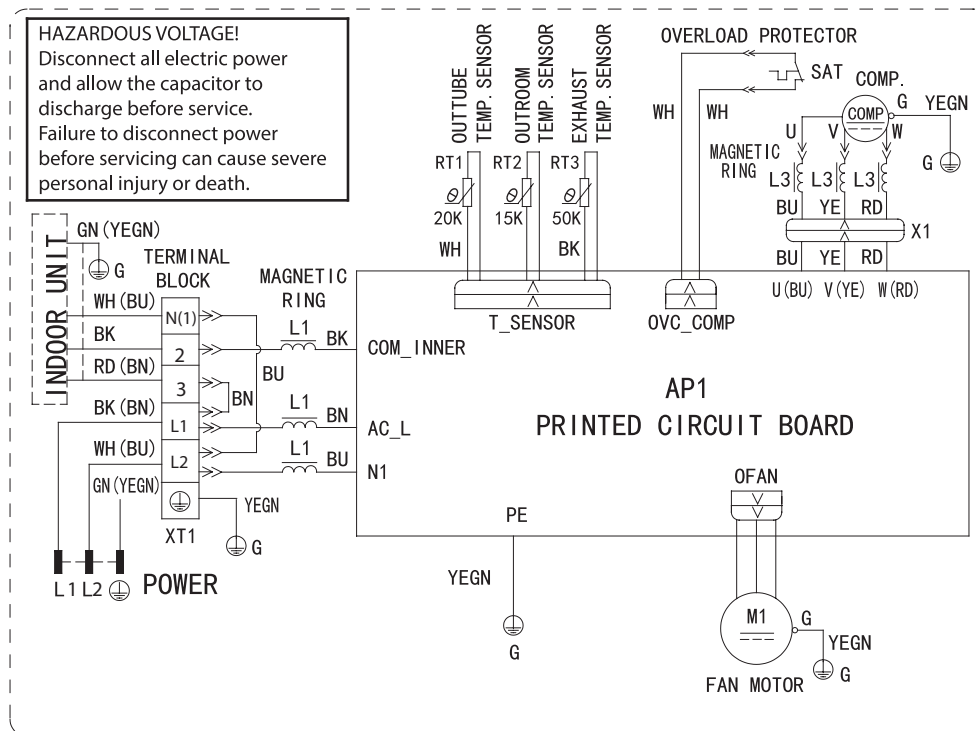 HAZARDOUS VOLTAGE!
Disconnect all electric power
and allow the capacitor to
discharge before service.
Failure to disconnect power
before servicing can cause severe
personal injury or death.
OUTTUBE
TEMP. SENSOR
OUTROOM
TEMP. SENSOR
EXHAUST
TEMP. SENSOR
RT1
RT2
RT3
θ
θ
θ
20K
15K
50K
WH
BK
T_SENSOR
OVERLOAD PROTECTOR
SAT
WH
WH
OVC_COMP
COMP.
COMP
G
YEGN
U
V
W
G
MAGNETIC
RING
L3
L3
L3
BU
YE
RD
X1
BU
YE
RD
U(BU)
V(YE)
W(RD)
INDOOR UNIT
GN(YEGN)
G
TERMINAL
BLOCK
MAGNETIC
RING
WH(BU)
N(1)
BK
2
L1
BK
COM_INNER
RD(BN)
3
BU
BN
BK(BN)
L1
L1
BN
AC_L
WH(BU)
L2
L1
BU
N1
GN(YEGN)
YEGN
G
XT1
L1
L2
POWER
AP1
PRINTED CIRCUIT BOARD
PE
YEGN
G
OFAN
M1
G
YEGN
G
FAN MOTOR